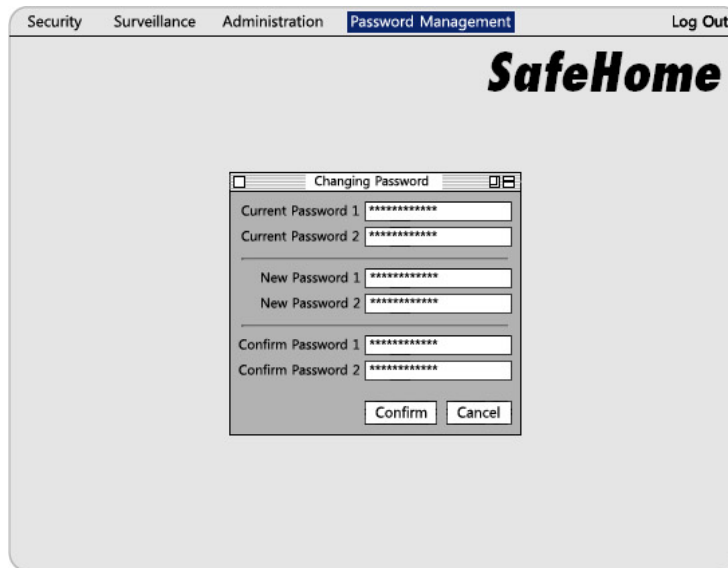 Security Surveillance Administration Password Management Log Out
SafeHome
Changing Password
Current Password 1 ************
Current Password 2 ************
New Password 1 ************
New Password 2 ************
Confirm Password 1 ************
Confirm Password 2 ************
Confirm Cancel